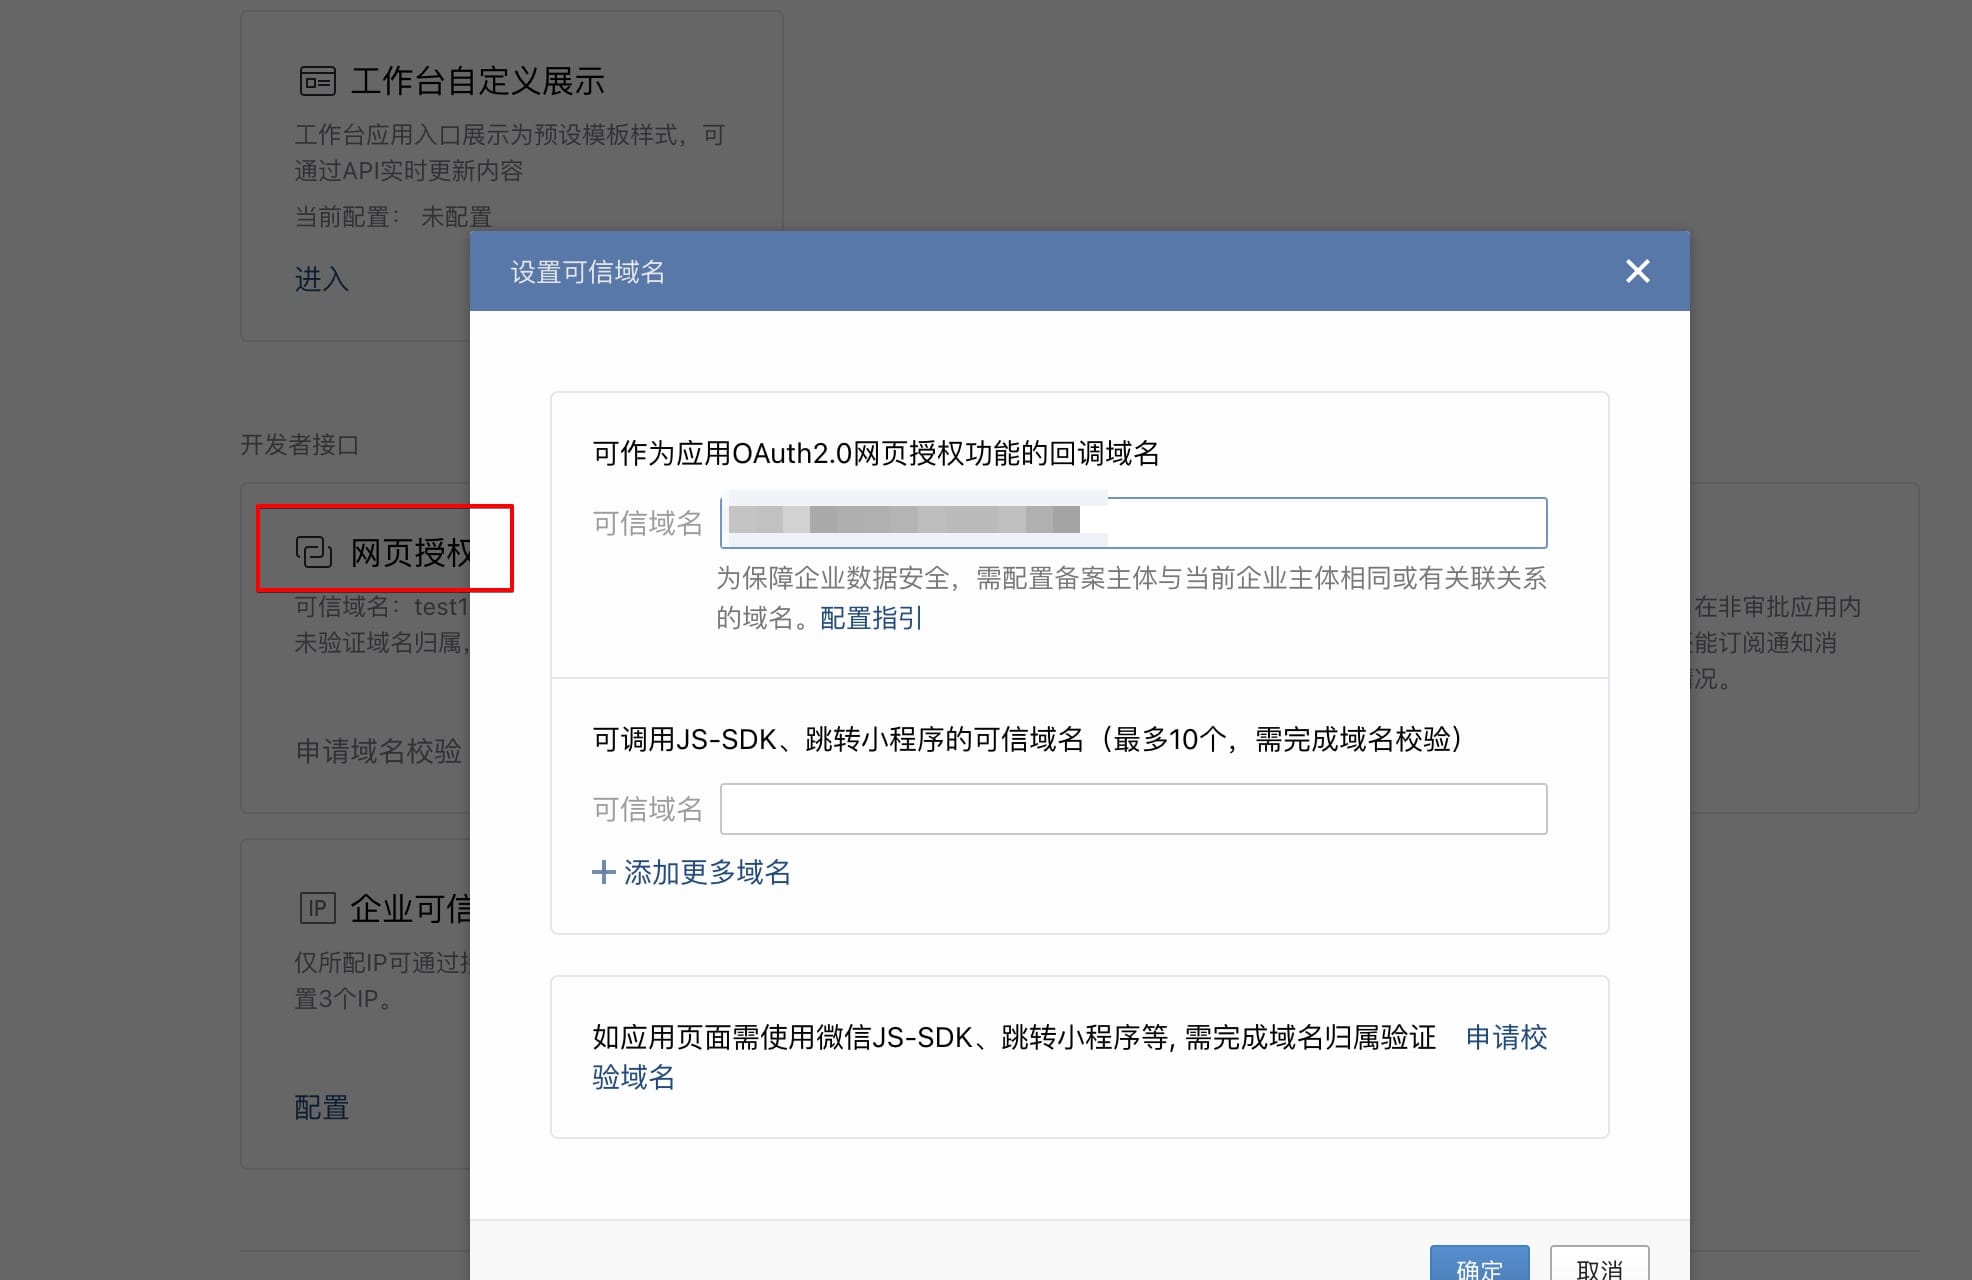 工作台自定义展示
工作台应用入口展示为预设模板样式，可
通过API实时更新内容
当前配置： 未配置
进入
开发者接口
网页授权
可信域名：test1
未验证域名归属，
申请域名校验
IP 企业可信
仅所配IP可通过
置3个IP。
配置
设置可信域名
可作为应用OAuth2.0网页授权功能的回调域名
可信域名
为保障企业数据安全，需配置备案主体与当前企业主体相同或有关联关系
的域名。配置指引
可调用JS-SDK、跳转小程序的可信域名（最多10个，需完成域名校验）
可信域名
添加更多域名
如应用页面需使用微信JS-SDK、跳转小程序等, 需完成域名归属验证 申请校
验域名
确定 取消
在非审批应用内
能订阅通知消
况。